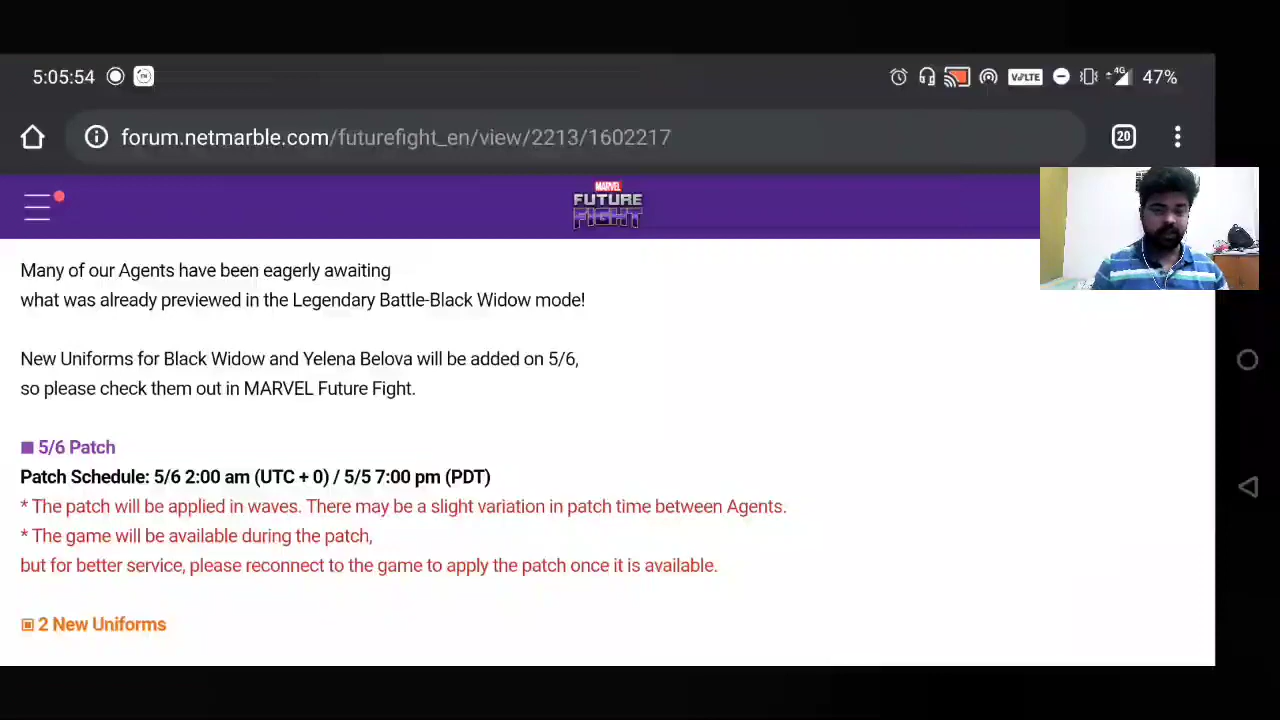 5:05:54
VoLTE
4G
47%
forum.netmarble.com/futurefight_en/view/2213/1602217
20
MARVEL
FUTURE
FIGHT
Many of our Agents have been eagerly awaiting
what was already previewed in the Legendary Battle-Black Widow mode!
New Uniforms for Black Widow and Yelena Belova will be added on 5/6,
so please check them out in MARVEL Future Fight.
■ 5/6 Patch
Patch Schedule: 5/6 2:00 am (UTC + 0) / 5/5 7:00 pm (PDT)
* The patch will be applied in waves. There may be a slight variation in patch time between Agents.
* The game will be available during the patch,
but for better service, please reconnect to the game to apply the patch once it is available.
▣ 2 New Uniforms